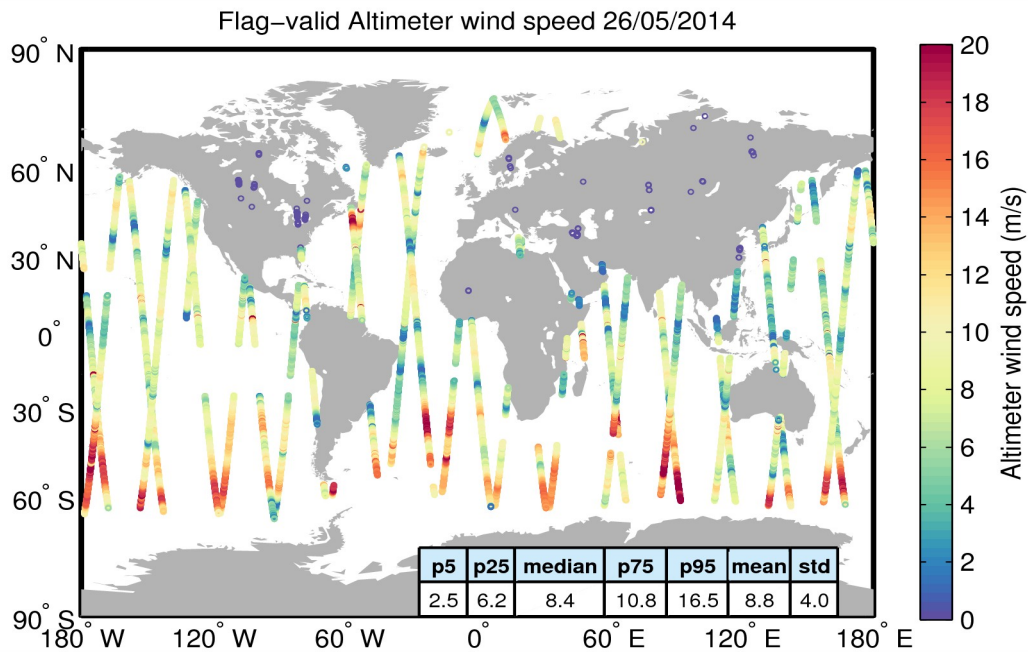 Flag−valid Altimeter wind speed 26/05/2014
90° N
60° N
30° N
0°
30° S
60° S
90° S
180° W
120° W
60° W
0°
60° E
120° E
180° E
p5 p25 median p75 p95 mean std
2.5 6.2 8.4 10.8 16.5 8.8 4.0
20
18
16
14
12
10
8
6
4
2
0
Altimeter wind speed (m/s)